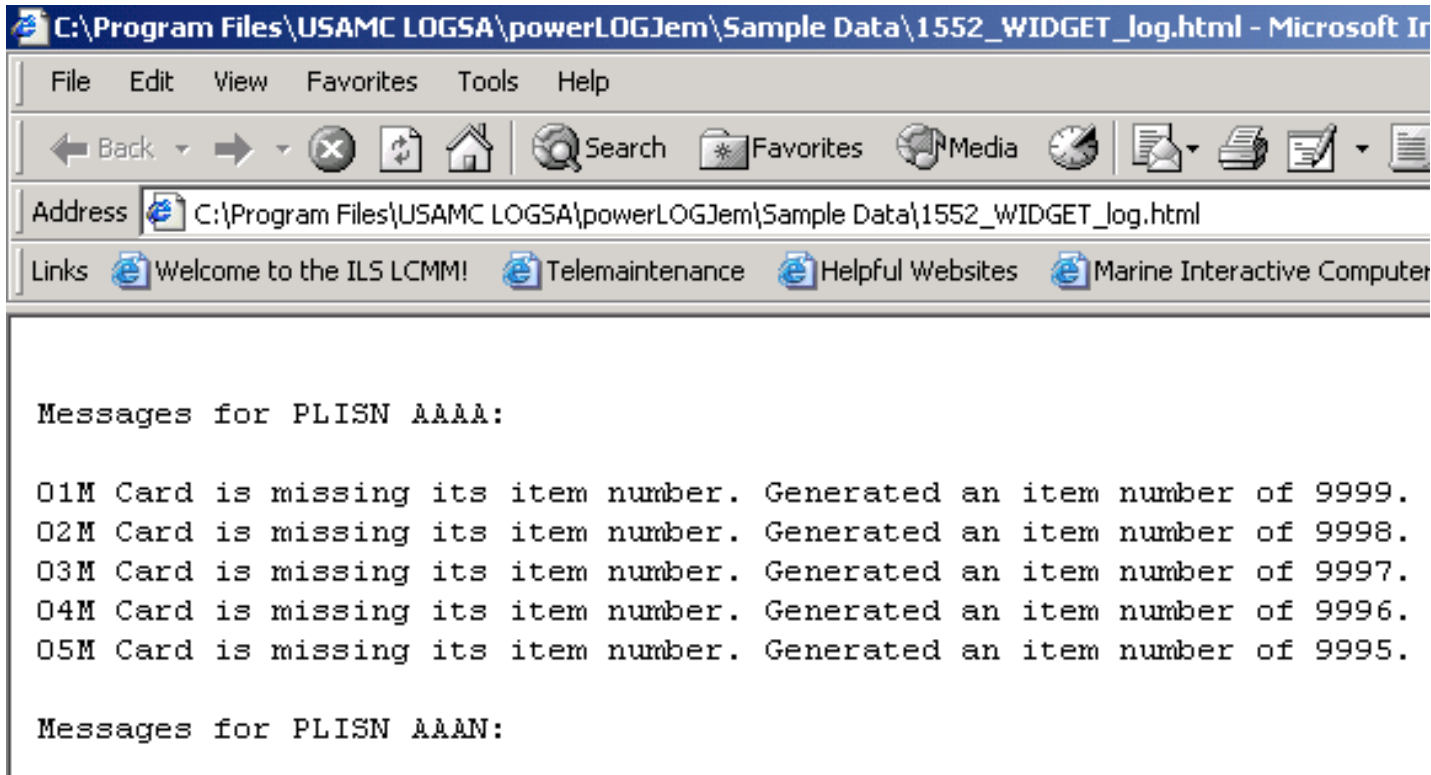 C:\Program Files\USAMC LOGSA\powerLOGJem\Sample Data\1552_WIDGET_log.html - Microsoft In
File Edit View Favorites Tools Help
Back Search Favorites Media
Address C:\Program Files\USAMC LOGSA\powerLOGJem\Sample Data\1552_WIDGET_log.html
Links Welcome to the ILS LCMM! Telemaintenance Helpful Websites Marine Interactive Computer
Messages for PLISN AAAA:
01M Card is missing its item number. Generated an item number of 9999.
02M Card is missing its item number. Generated an item number of 9998.
03M Card is missing its item number. Generated an item number of 9997.
04M Card is missing its item number. Generated an item number of 9996.
05M Card is missing its item number. Generated an item number of 9995.
Messages for PLISN AAAN: